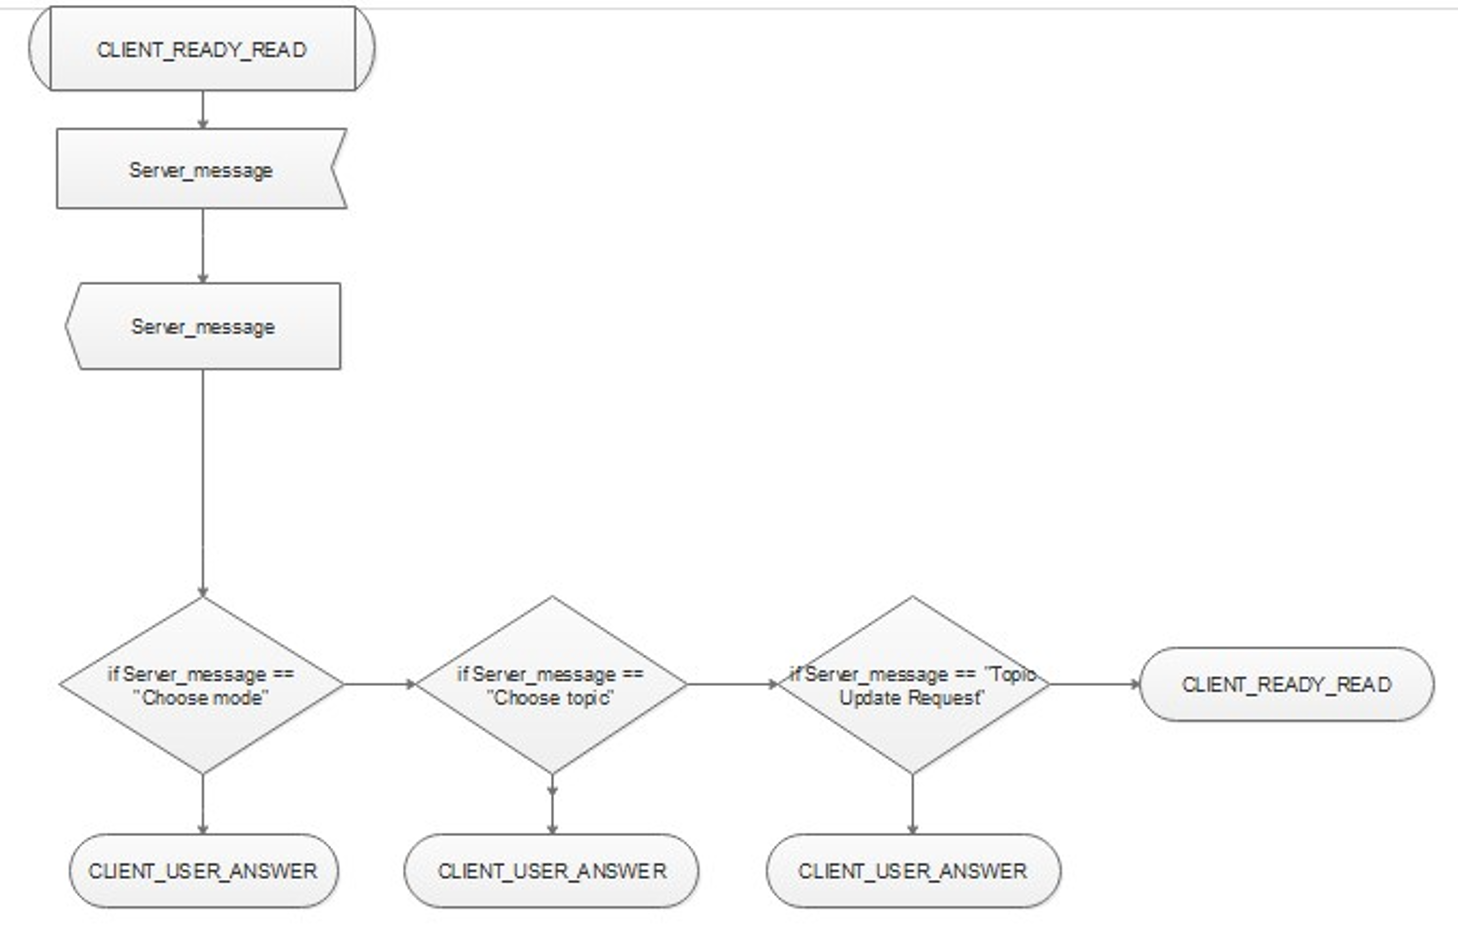 CLIENT_READY_READ
Server_message
Server_message
if Server_message ==
"Choose mode"
if Server_message ==
"Choose topic"
if Server_message == "Topic
Update Request"
CLIENT_READY_READ
CLIENT_USER_ANSWER
CLIENT_USER_ANSWER
CLIENT_USER_ANSWER